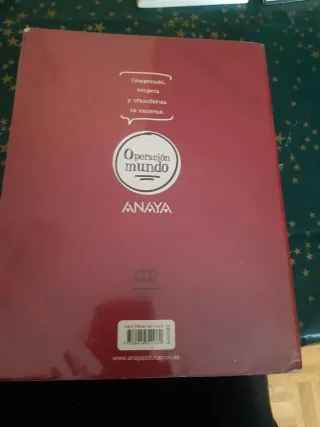 Comprende,
respeta
y transforma
tu entorno.
Operación
mundo
ANAYA
www.anayaeducacion.es